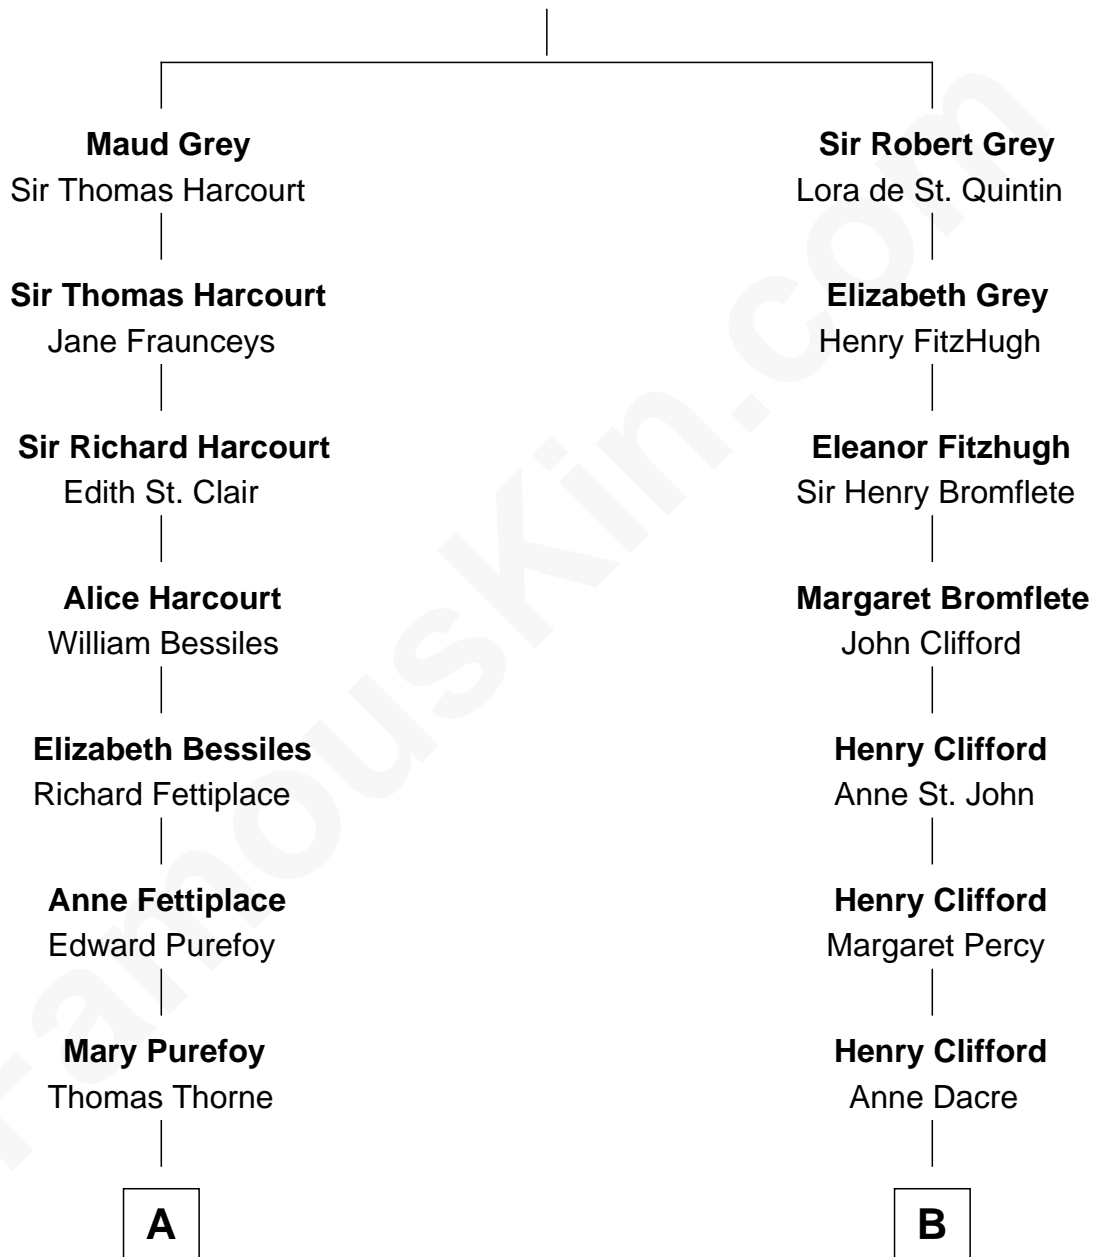 Maud Grey
Sir Thomas Harcourt
Sir Robert Grey
Lora de St. Quintin
Sir Thomas Harcourt
Jane Fraunceys
Elizabeth Grey
Henry FitzHugh
Sir Richard Harcourt
Edith St. Clair
Eleanor Fitzhugh
Sir Henry Bromflete
Alice Harcourt
William Bessiles
Margaret Bromflete
John Clifford
Elizabeth Bessiles
Richard Fettiplace
Henry Clifford
Anne St. John
Anne Fettiplace
Edward Purefoy
Henry Clifford
Margaret Percy
Mary Purefoy
Thomas Thorne
Henry Clifford
Anne Dacre
A
B
FamousKin.com